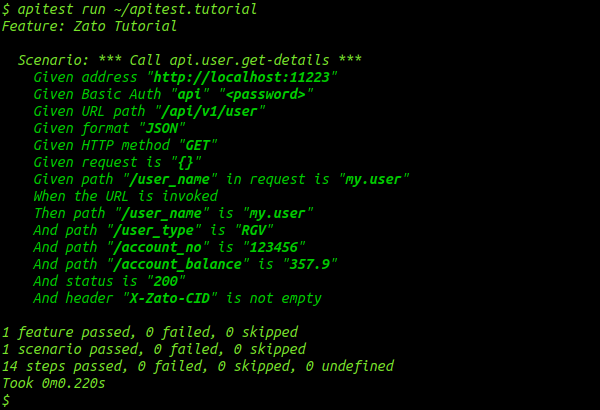 $ apitest run ~/apitest.tutorial
Feature: Zato Tutorial
Scenario: *** Call api.user.get-details ***
Given address "http://localhost:11223"
Given Basic Auth "api" "<password>"
Given URL path "/api/v1/user"
Given format "JSON"
Given HTTP method "GET"
Given request is "{}"
Given path "/user_name" in request is "my.user"
When the URL is invoked
Then path "/user_name" is "my.user"
And path "/user_type" is "RGV"
And path "/account_no" is "123456"
And path "/account_balance" is "357.9"
And status is "200"
And header "X-Zato-CID" is not empty
1 feature passed, 0 failed, 0 skipped
1 scenario passed, 0 failed, 0 skipped
14 steps passed, 0 failed, 0 skipped, 0 undefined
Took 0m0.220s
$